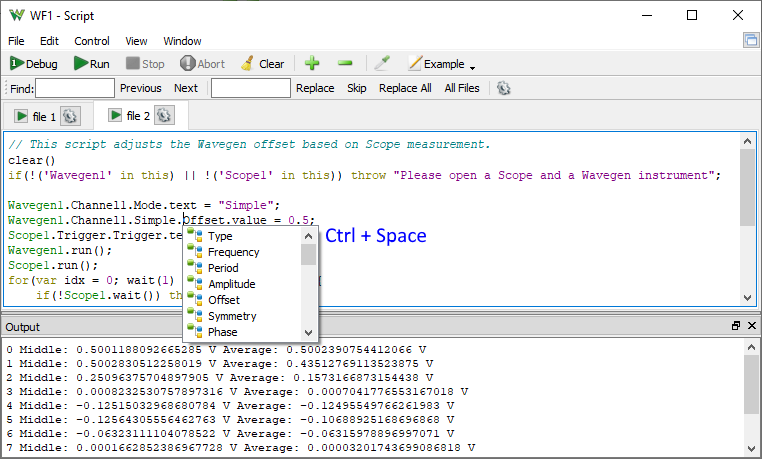 WF1 - Script
File Edit Control View Window
Debug Run Stop Abort Clear Example
Find: Previous Next Replace Skip Replace All All Files
file 1 file 2
// This script adjusts the Wavegen offset based on Scope measurement.
clear()
if(!('Wavegen1' in this) || !('Scope1' in this)) throw "Please open a Scope and a Wavegen instrument";
Wavegen1.Channel1.Mode.text = "Simple";
Wavegen1.Channel1.Simple.Offset.value = 0.5;
Scope1.Trigger.Trigger.te
Wavegen1.run();
Scope1.run();
for(var idx = 0; wait(1) {
if(!Scope1.wait()) th
Type
Frequency
Period
Amplitude
Offset
Symmetry
Phase
Ctrl + Space
Output
0 Middle: 0.5001188092665285 V Average: 0.5002390754412066 V
1 Middle: 0.5002830512258019 V Average: 0.43512769113523875 V
2 Middle: 0.25096375704897905 V Average: 0.1573166873154438 V
3 Middle: 0.0008232530757897316 V Average: 0.0007041776553167018 V
4 Middle: -0.12515032968680784 V Average: -0.12495549766261983 V
5 Middle: -0.12564305556462763 V Average: -0.10688925168696868 V
6 Middle: -0.06323111104078522 V Average: -0.06315978896997071 V
7 Middle: 0.0001662852386967728 V Average: 0.00003201743699086818 V